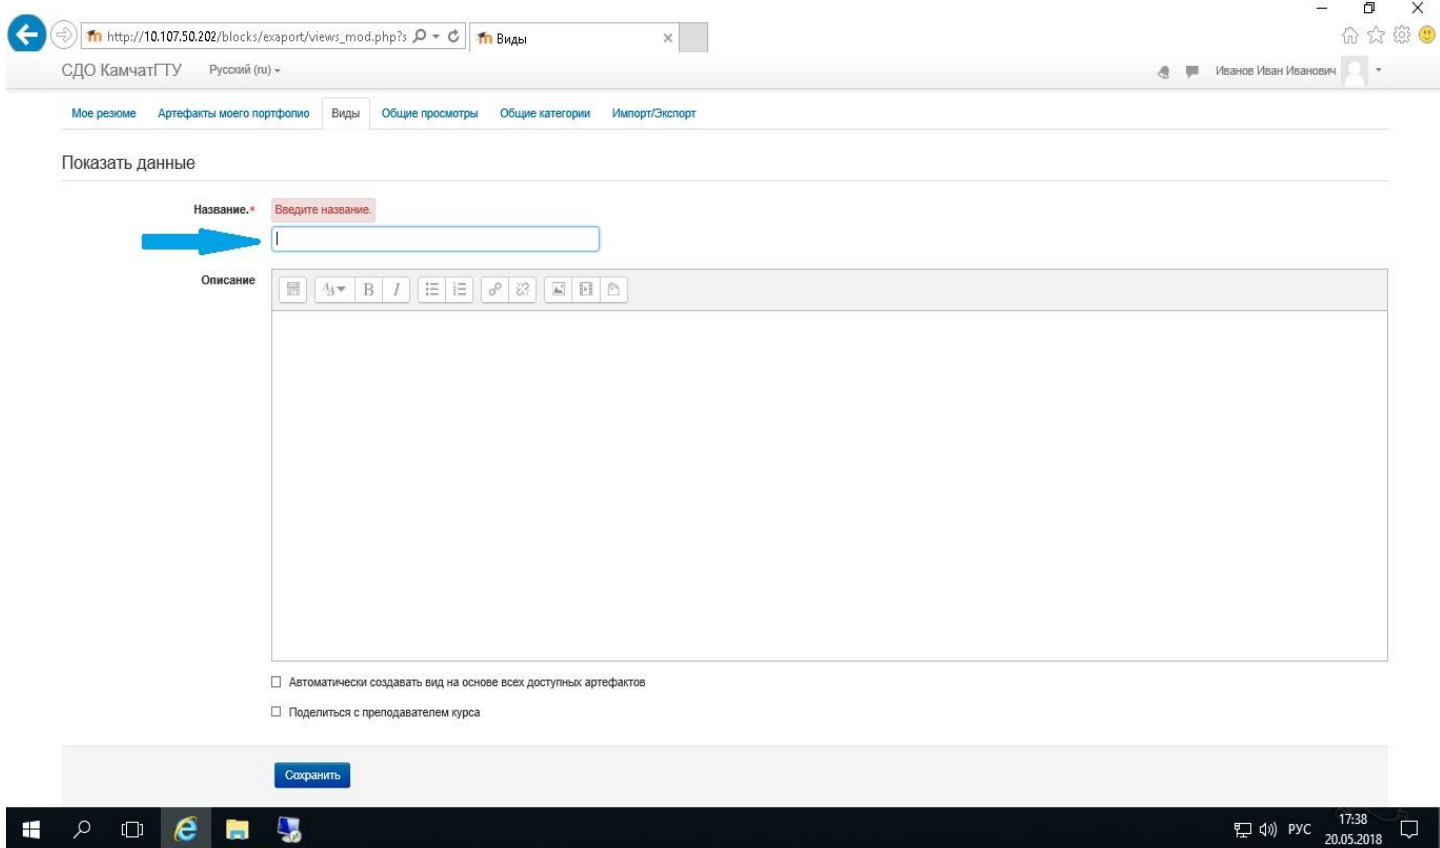 http://10.107.50.202/blocks/exaport/views_mod.php?s
Виды
СДО КамчатГТУ Русский (ru)
Иванов Иван Иванович
Мое резюме Артефакты моего портфолио Виды Общие просмотры Общие категории Импорт/Экспорт
Показать данные
Название.* Введите название.
Описание
B I
Автоматически создавать вид на основе всех доступных артефактов
Поделиться с преподавателем курса
Сохранить
РУС
17:38
20.05.2018